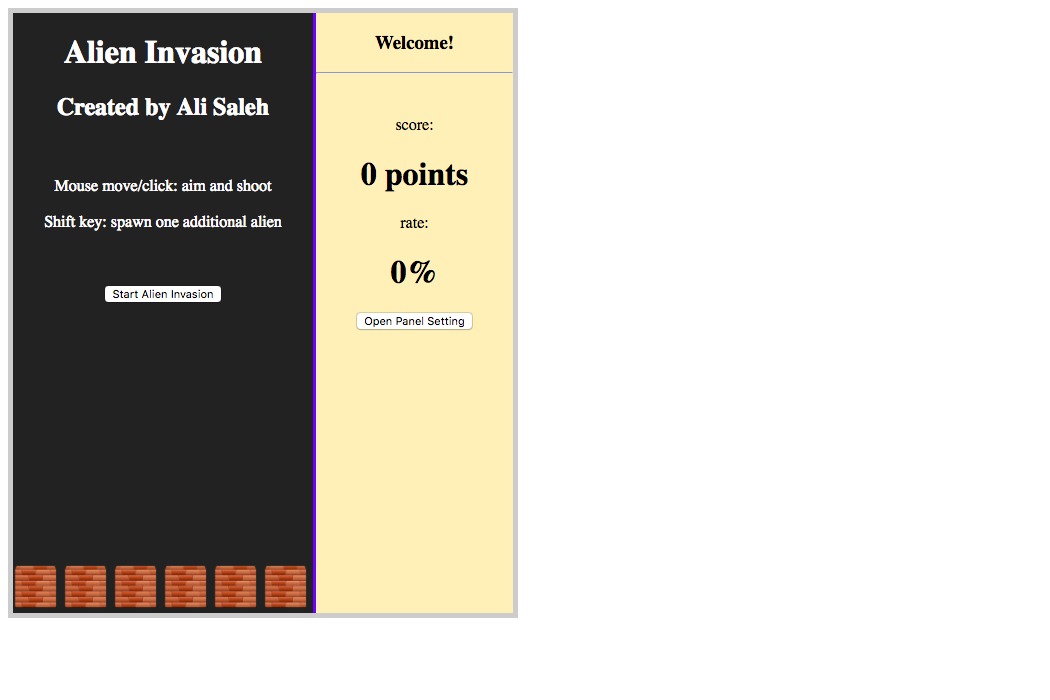 Alien Invasion
Created by Ali Saleh
Mouse move/click: aim and shoot
Shift key: spawn one additional alien
Start Alien Invasion
Welcome!
score:
0 points
rate:
0%
Open Panel Setting